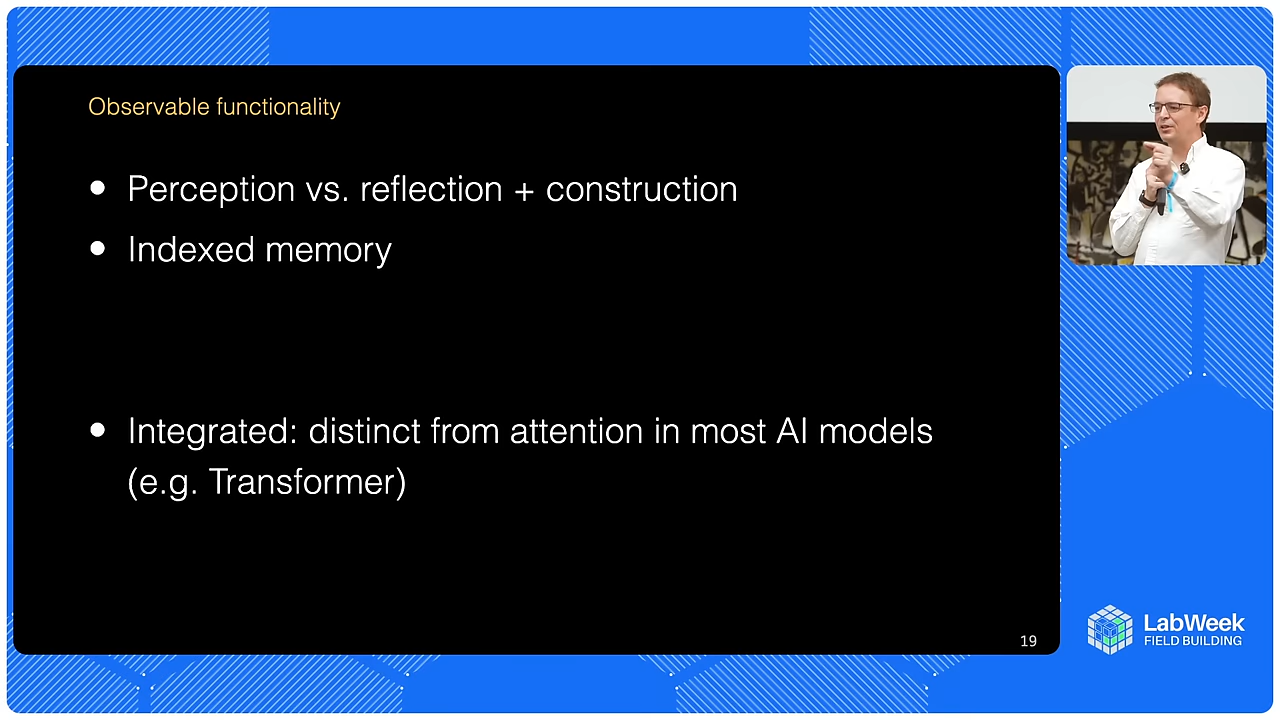 Observable functionality
• Perception vs. reflection + construction
• Indexed memory
• Integrated: distinct from attention in most AI models
(e.g. Transformer)
19
LabWeek
FIELD BUILDING